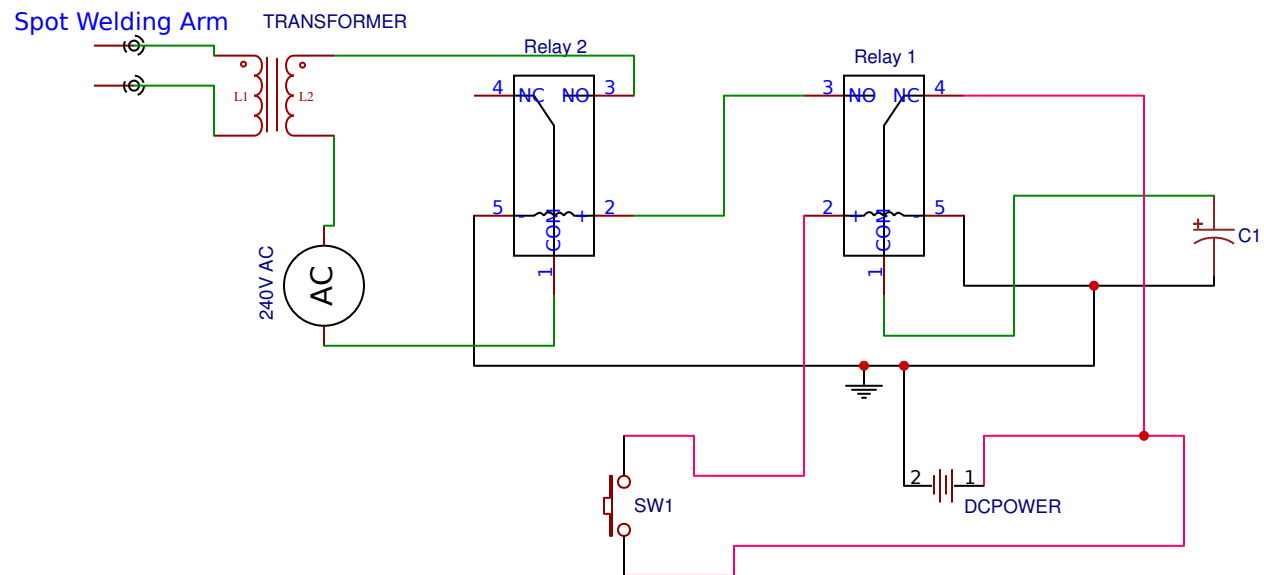 Spot Welding Arm
TRANSFORMER
Relay 2
Relay 1
4
NC
NO
3
3
NO
NC
4
L1
L2
5
-
+
2
2
+
-
5
COM
COM
1
1
+
C1
240V AC
AC
2
1
SW1
DCPOWER